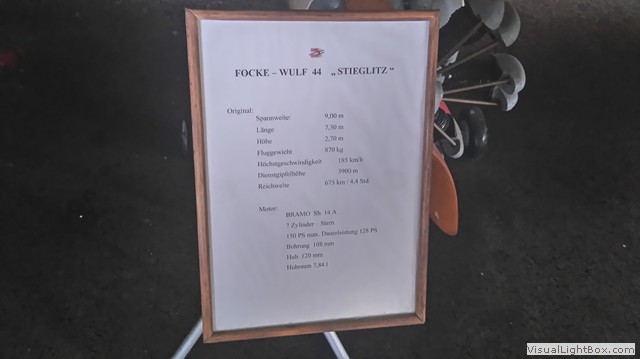 FOCKE – WULF 44 „STIEGLITZ“
Original:
Spannweite: 9,00 m
Länge 7,30 m
Höhe 2,70 m
Fluggewicht 870 kg
Höchstgeschwindigkeit 185 km/h
Dienstgipfelhöhe 3900 m
Reichweite 675 km / 4,4 Std
Motor:
BRAMO Sh 14 A
7 Zylinder – Stern
150 PS max. Dauerleistung 128 PS
Bohrung 108 mm
Hub 120 mm
Hubraum 7,84 l
VisualLightBox.com